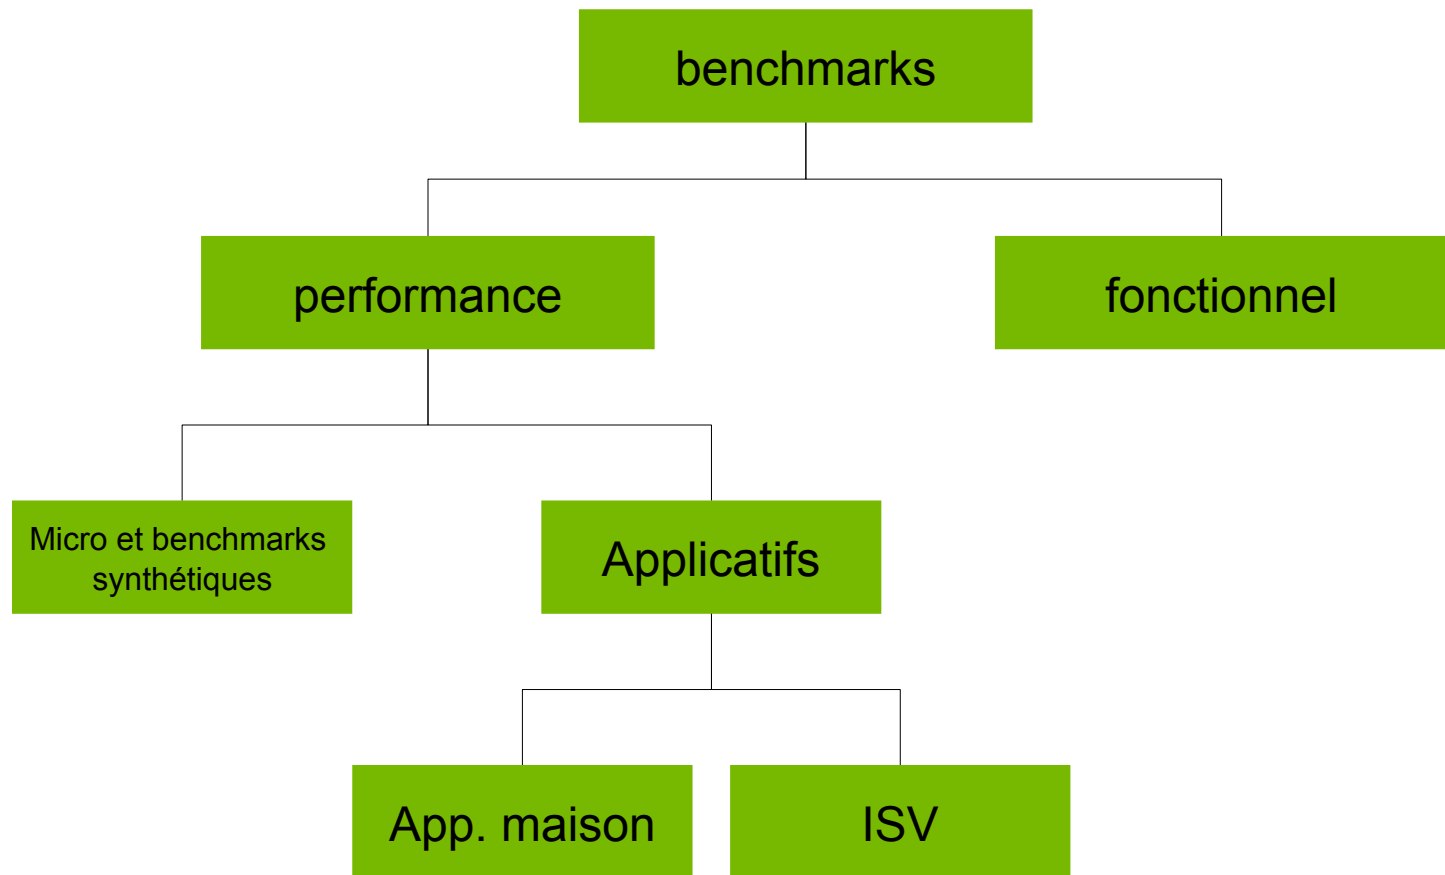 benchmarks
performance
fonctionnel
Micro et benchmarks
synthétiques
Applicatifs
App. maison
ISV